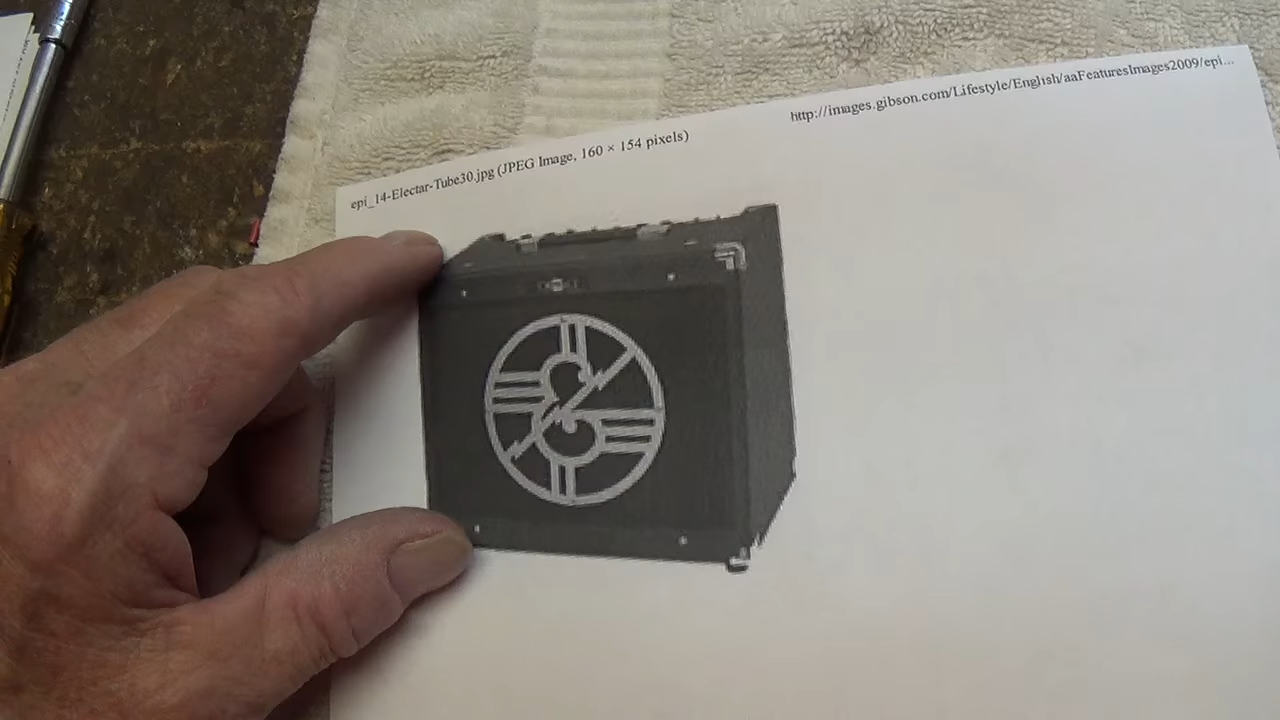 epi_14-Electar-Tube30.jpg (JPEG Image, 160 × 154 pixels)
http://images.gibson.com/Lifestyle/English/aaFeaturesImages2009/epi...